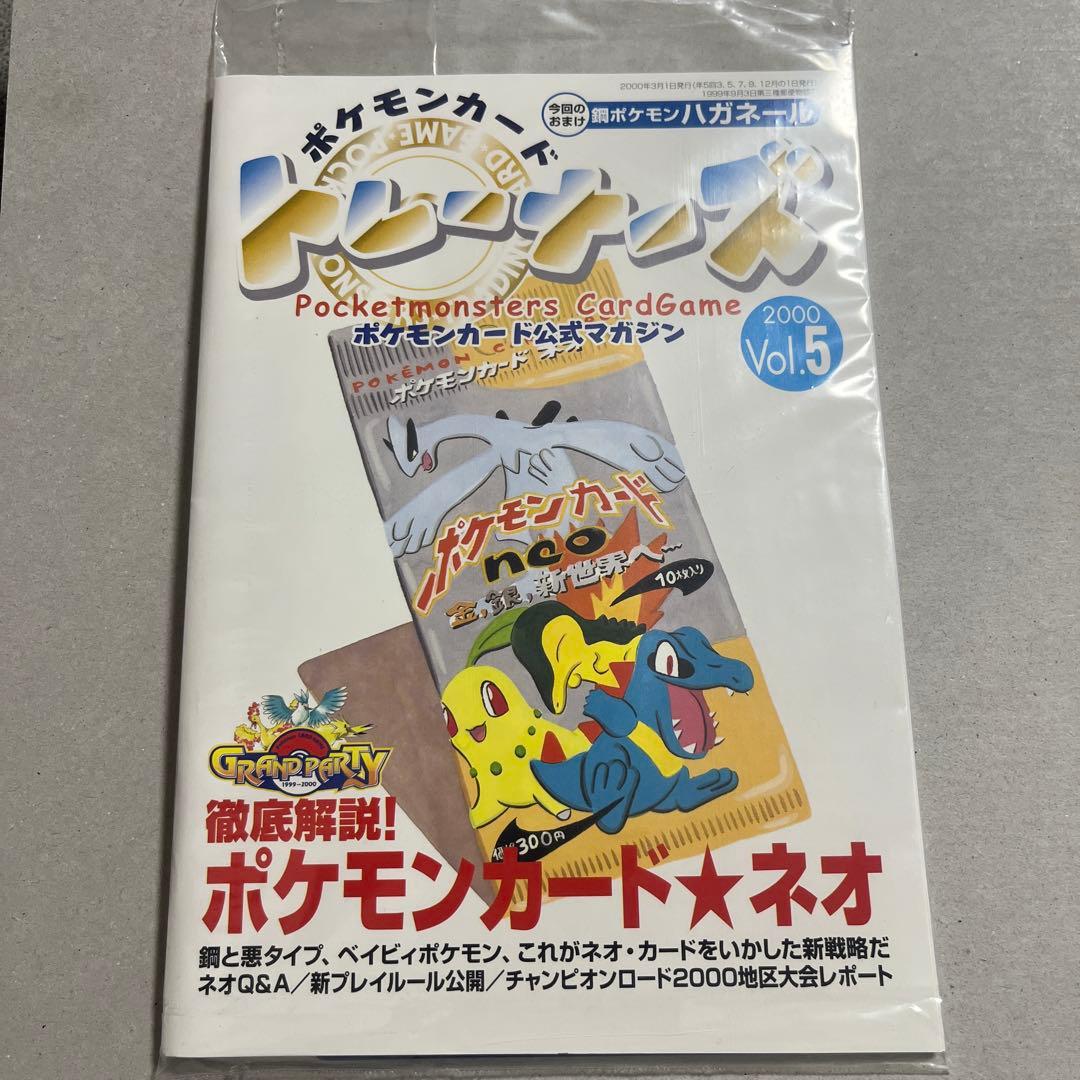 2000年3月1日発行(年5回3、5、7、9、12月の1日発行)
1999年9月3日第三種郵便物認
今回の
おまけ
鋼ポケモン ハガネール
ポケモンカード
トレーナーズ
Pocketmonsters CardGame
ポケモンカード公式マガジン
2000
Vol.5
POKÉMON CA
ポケモンカード ネオ
ポケモンカード
neo
金、銀、新世界へ…
10枚入り
300円
GRAND PARTY
1999-2000
徹底解説!
ポケモンカード★ネオ
鋼と悪タイプ、ベイビィポケモン、これがネオ・カードをいかした新戦略だ
ネオQ&A/新プレイルール公開/チャンピオンロード2000地区大会レポート